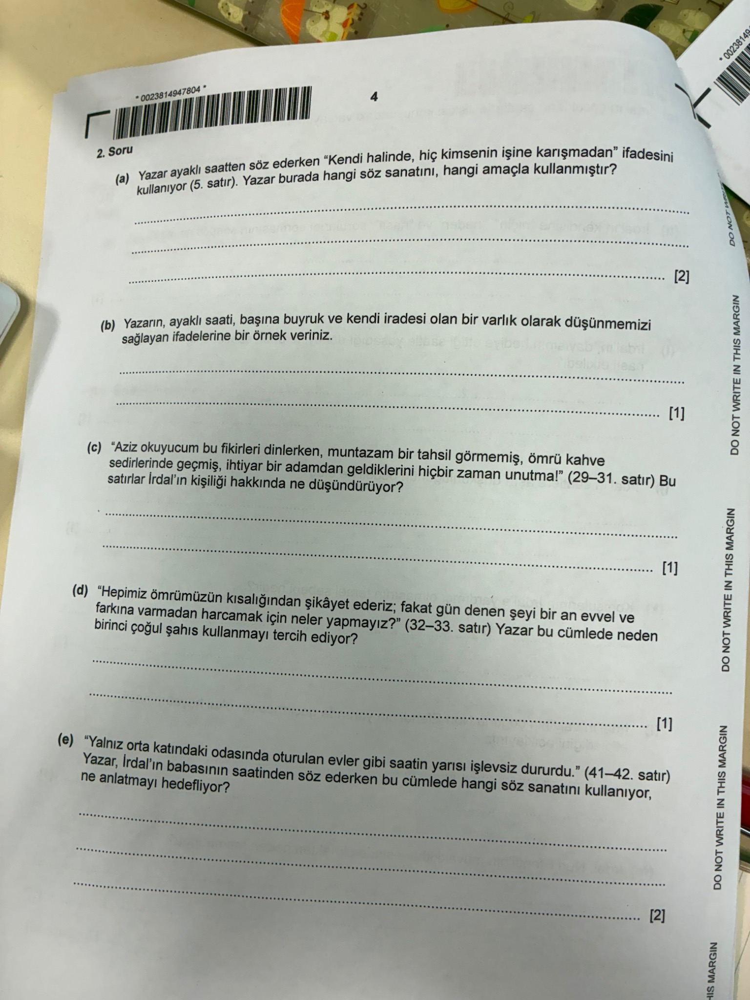 * 0023814947804 *
4
2. Soru
(a) Yazar ayaklı saatten söz ederken “Kendi halinde, hiç kimsenin işine karışmadan” ifadesini
kullanıyor (5. satır). Yazar burada hangi söz sanatını, hangi amaçla kullanmıştır?
[2]
(b) Yazarın, ayaklı saati, başına buyruk ve kendi iradesi olan bir varlık olarak düşünmemizi
sağlayan ifadelerine bir örnek veriniz.
[1]
(c) “Aziz okuyucum bu fikirleri dinlerken, muntazam bir tahsil görmemiş, ömrü kahve
sedirlerinde geçmiş, ihtiyar bir adamdan geldiklerini hiçbir zaman unutma!” (29–31. satır) Bu
satırlar İrdal’ın kişiliği hakkında ne düşündürüyor?
[1]
(d) “Hepimiz ömrümüzün kısalığından şikâyet ederiz; fakat gün denen şeyi bir an evvel ve
farkına varmadan harcamak için neler yapmayız?” (32–33. satır) Yazar bu cümlede neden
birinci çoğul şahıs kullanmayı tercih ediyor?
[1]
(e) “Yalnız orta katındaki odasında oturulan evler gibi saatin yarısı işlevsiz dururdu.” (41–42. satır)
Yazar, İrdal’ın babasının saatinden söz ederken bu cümlede hangi söz sanatını kullanıyor,
ne anlatmayı hedefliyor?
[2]
* 00238149
DO NOT
DO NOT WRITE IN THIS MARGIN
DO NOT WRITE IN THIS MARGIN
DO NOT WRITE IN THIS MARGIN
MARGIN